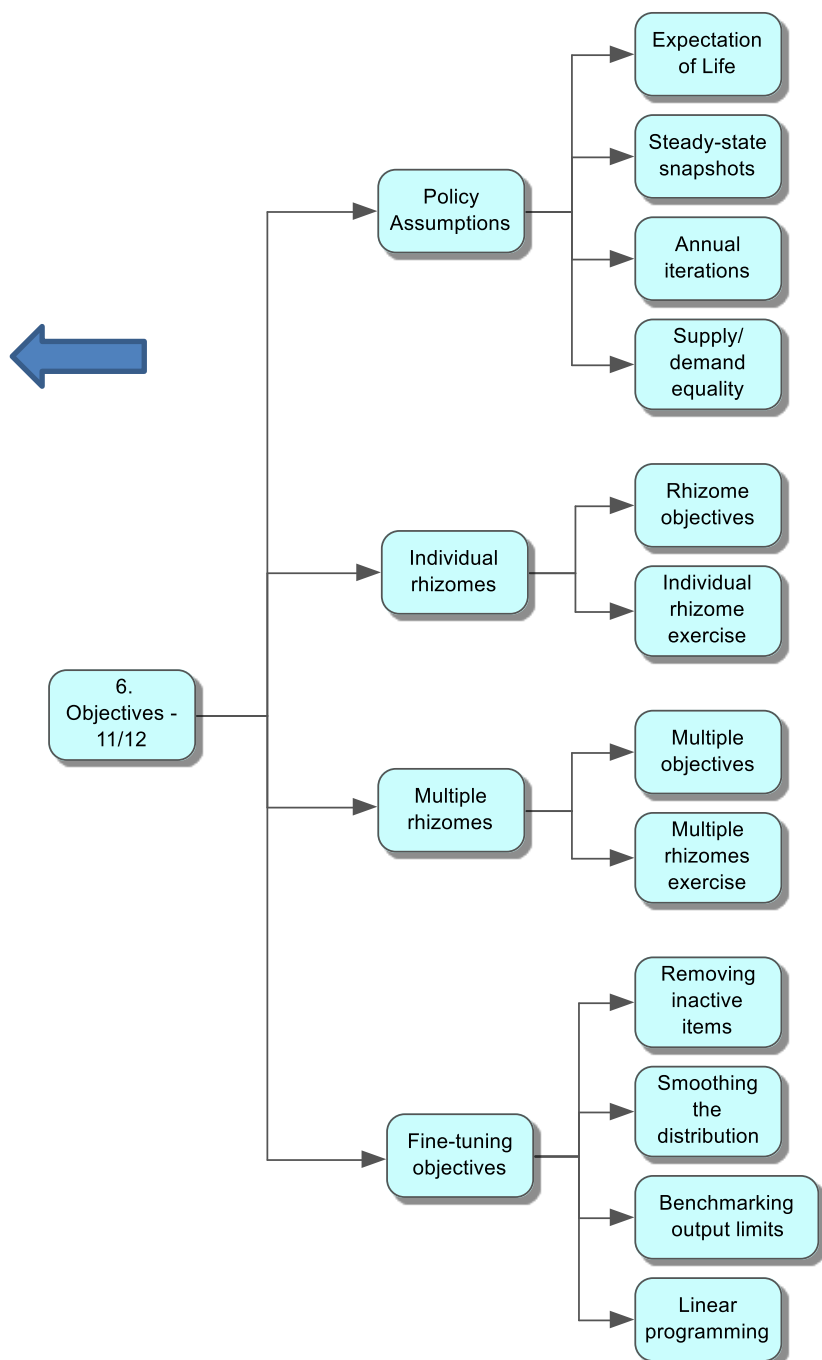 Expectation
of Life
Steady-state
snapshots
Policy
Assumptions
Annual
iterations
Supply/
demand
equality
Rhizome
objectives
Individual
rhizomes
Individual
rhizome
exercise
6.
Objectives -
11/12
Multiple
objectives
Multiple
rhizomes
Multiple
rhizomes
exercise
Removing
inactive
items
Smoothing
the
distribution
Fine-tuning
objectives
Benchmarking
output limits
Linear
programming